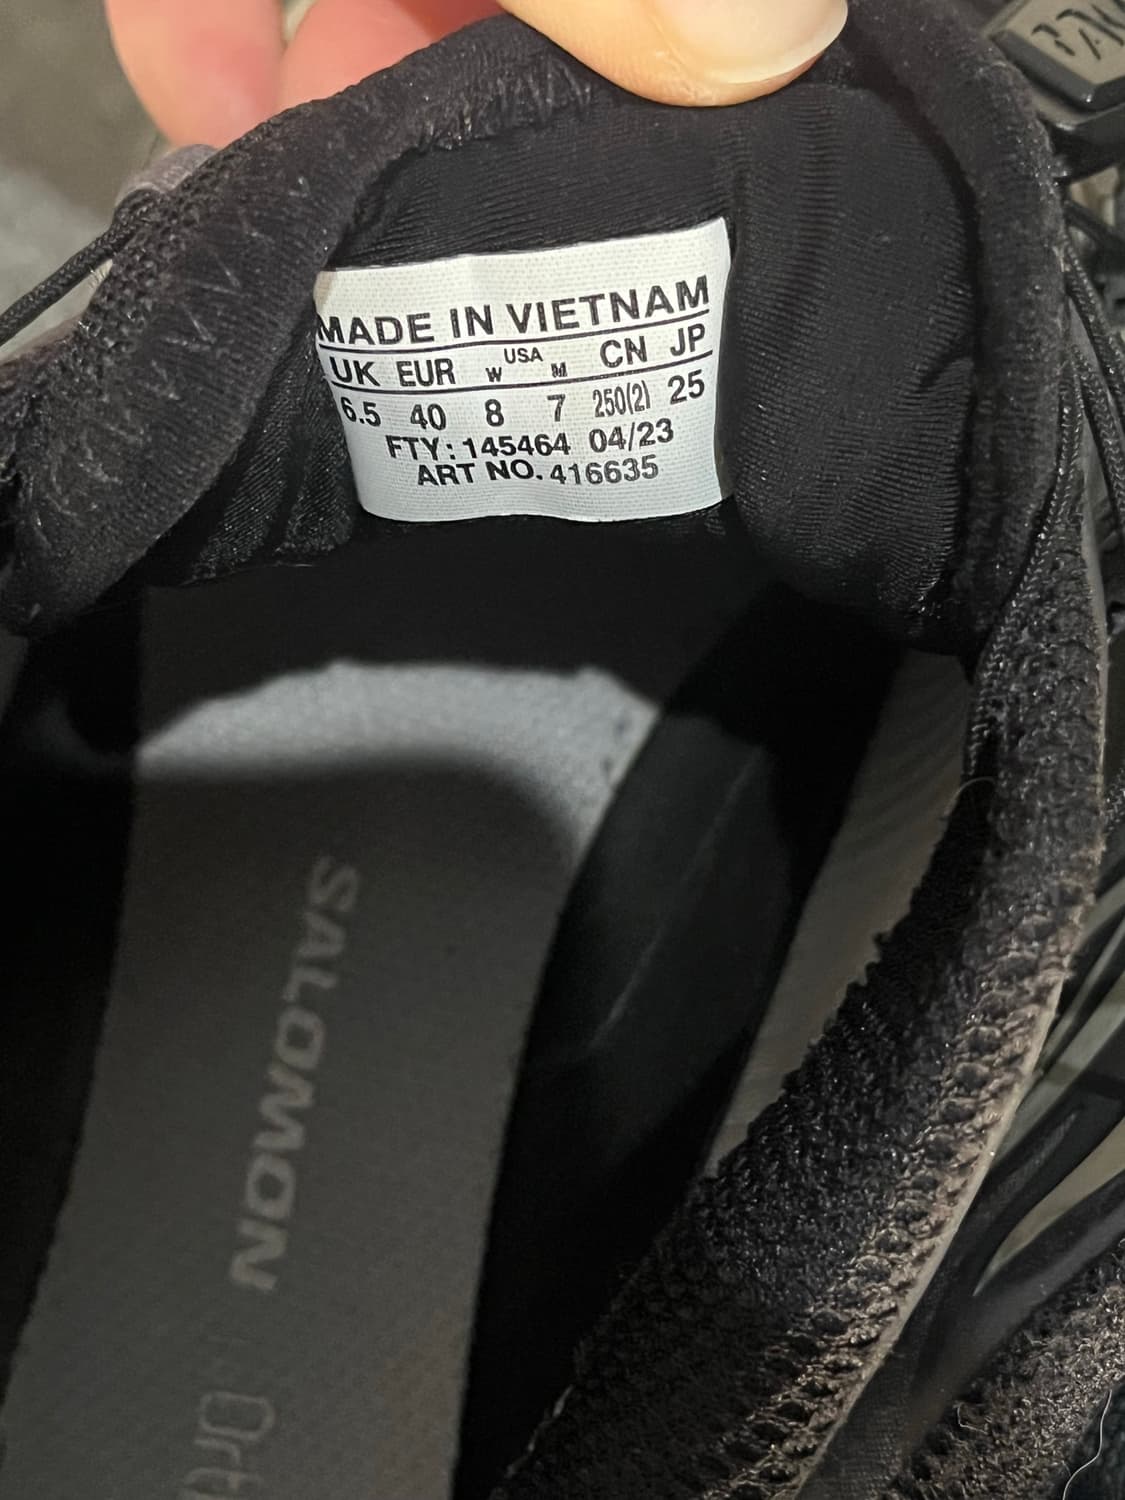 MADE IN VIETNAM
UK EUR W USA M CN JP
6.5 40 8 7 250(2) 25
FTY: 145464 04/23
ART NO. 416635
SALOMON